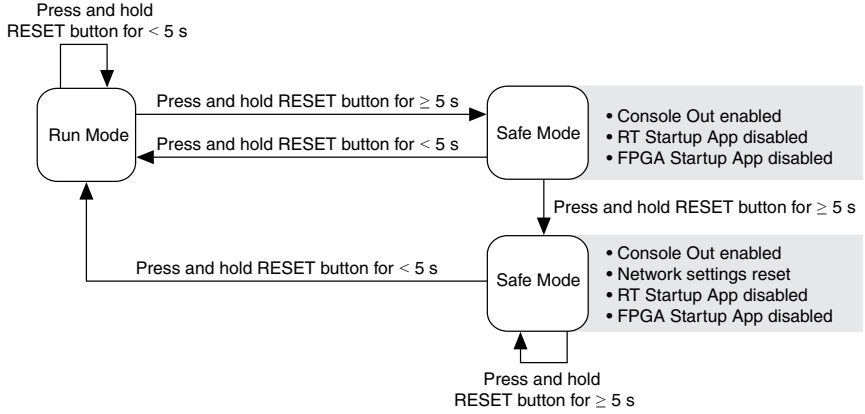 Press and hold
RESET button for < 5 s
Run Mode
Press and hold RESET button for ≥ 5 s
Press and hold RESET button for < 5 s
Safe Mode
• Console Out enabled
• RT Startup App disabled
• FPGA Startup App disabled
Press and hold RESET button for ≥ 5 s
Press and hold RESET button for < 5 s
Safe Mode
• Console Out enabled
• Network settings reset
• RT Startup App disabled
• FPGA Startup App disabled
Press and hold
RESET button for ≥ 5 s